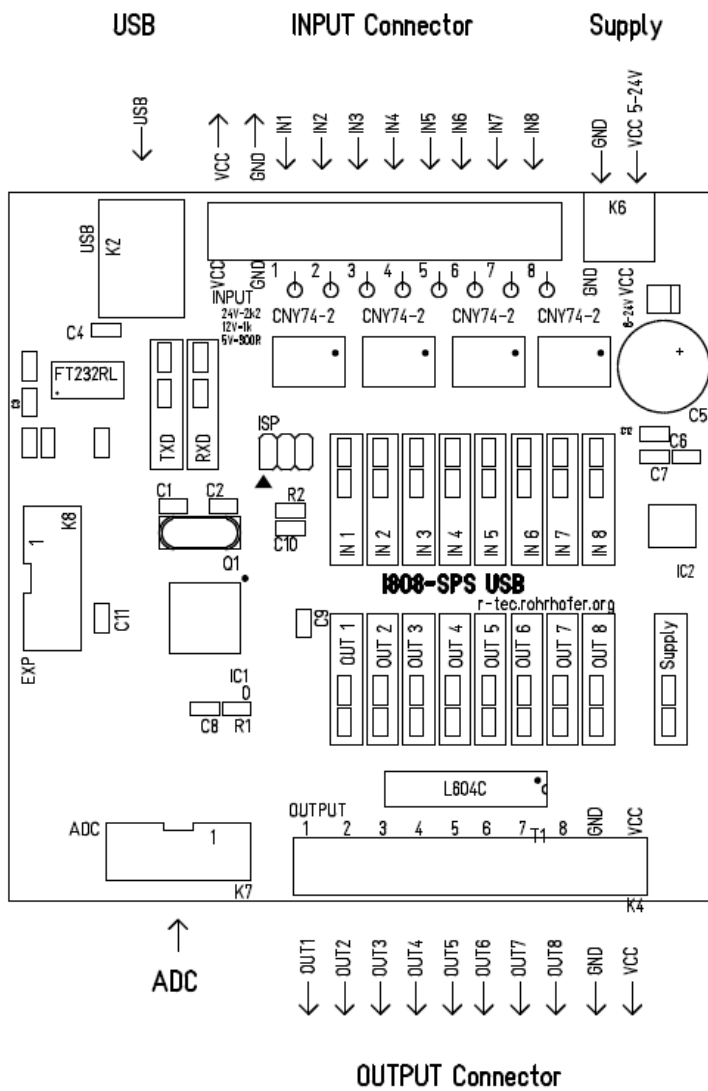 USB INPUT Connector Supply
USB
VCC
GND
IN1
IN2
IN3
IN4
IN5
IN6
IN7
IN8
GND
VCC 5-24V
USB
K2
K6
VCC
GND
1 2 3 4 5 6 7 8
GND
VCC
6-24V
INPUT
24V-2k2
12V-1k
CNY74-2 CNY74-2 CNY74-2 CNY74-2
C4
FT232RL
TXD
RXD
ISP
C5
C6
C7
C1 C2
R2
C10
IN 1
IN 2
IN 3
IN 4
IN 5
IN 6
IN 7
IN 8
K8
1
Q1
IC2
I808-SPS USB
r-tec.rohrhofer.org
EXP
C11
C9
IC1
0
C8 R1
OUT 1
OUT 2
OUT 3
OUT 4
OUT 5
OUT 6
OUT 7
OUT 8
Supply
L604C
OUTPUT
1 2 3 4 5 6 7 T1 8
GND
VCC
ADC
1
K7
K4
ADC
OUT1
OUT2
OUT3
OUT4
OUT5
OUT6
OUT7
OUT8
GND
VCC
OUTPUT Connector